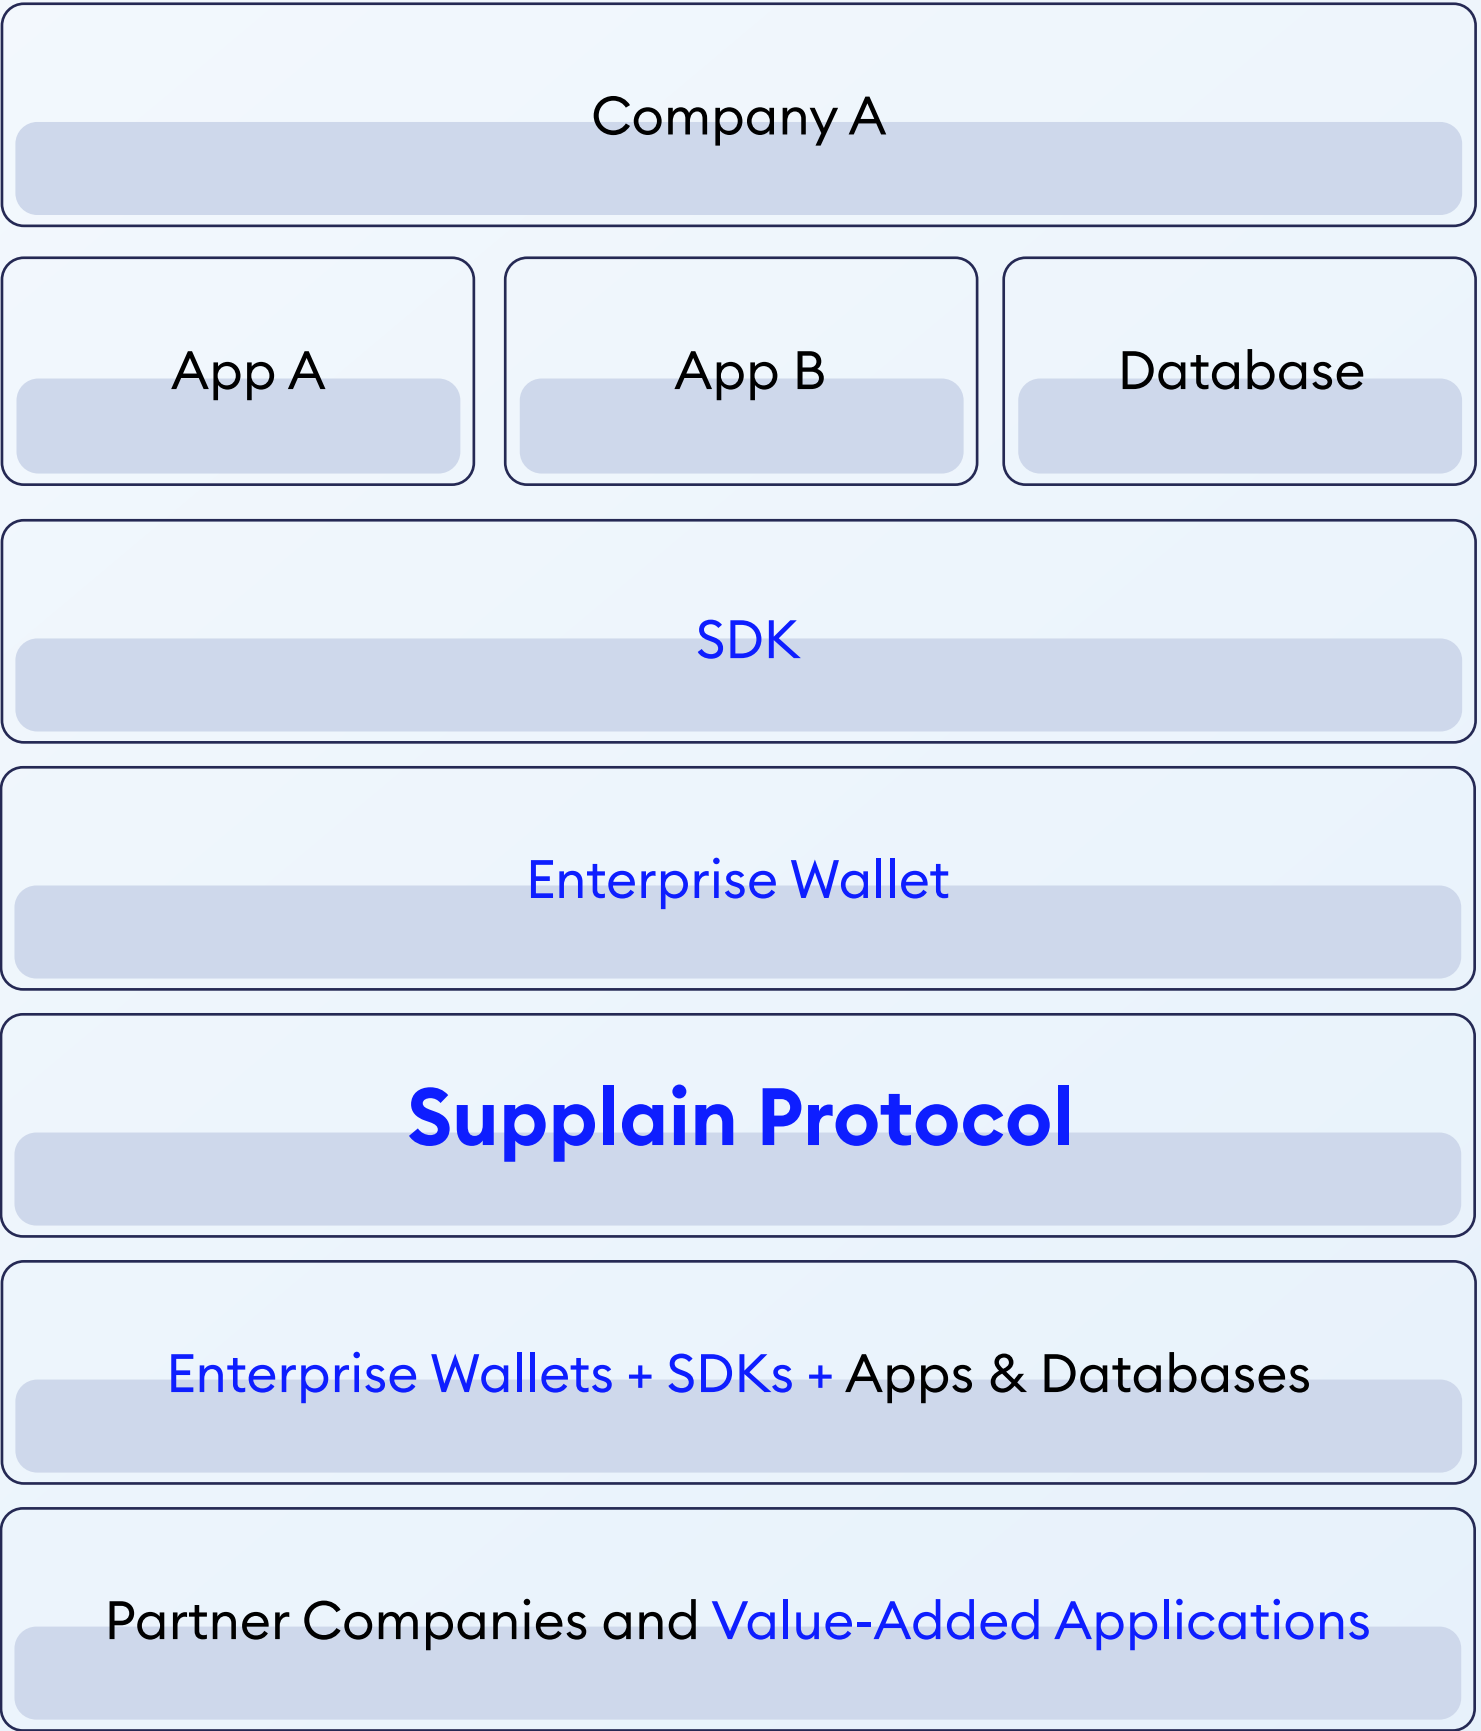 Company A
App A
App B
Database
SDK
Enterprise Wallet
Supplain Protocol
Enterprise Wallets + SDKs + Apps & Databases
Partner Companies and Value-Added Applications